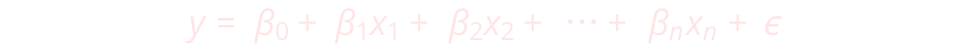 y = β₀ + β₁x₁ + β₂x₂ + ⋯ + βₙxₙ + ϵ